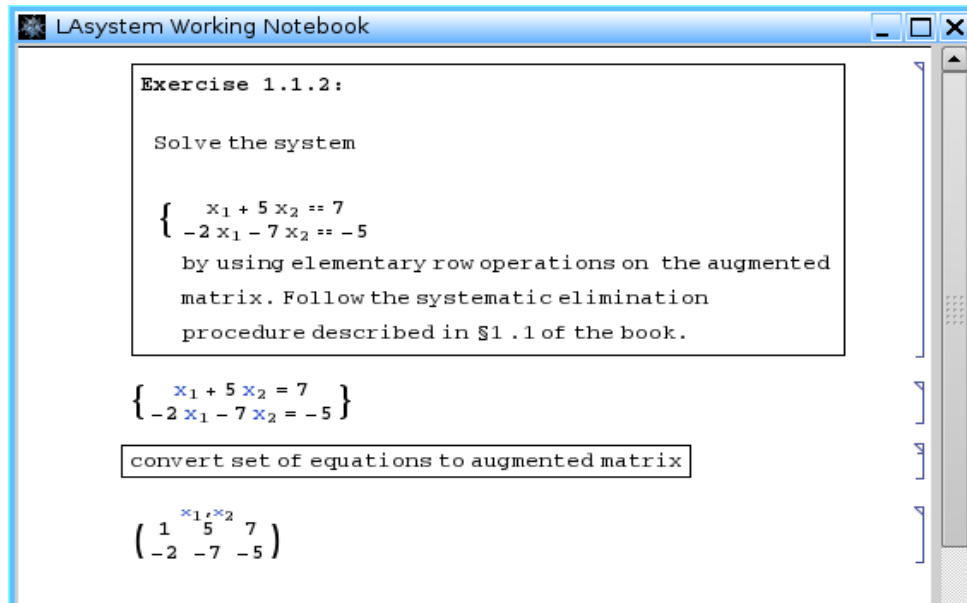 LAsystem Working Notebook
Exercise 1.1.2:
Solve the system
{ x₁ + 5 x₂ == 7
-2 x₁ - 7 x₂ == -5
by using elementary row operations on the augmented
matrix. Follow the systematic elimination
procedure described in §1.1 of the book.
{ x₁ + 5 x₂ = 7
-2 x₁ - 7 x₂ = -5 }
convert set of equations to augmented matrix
x₁,x₂
( 1 5 7
-2 -7 -5 )